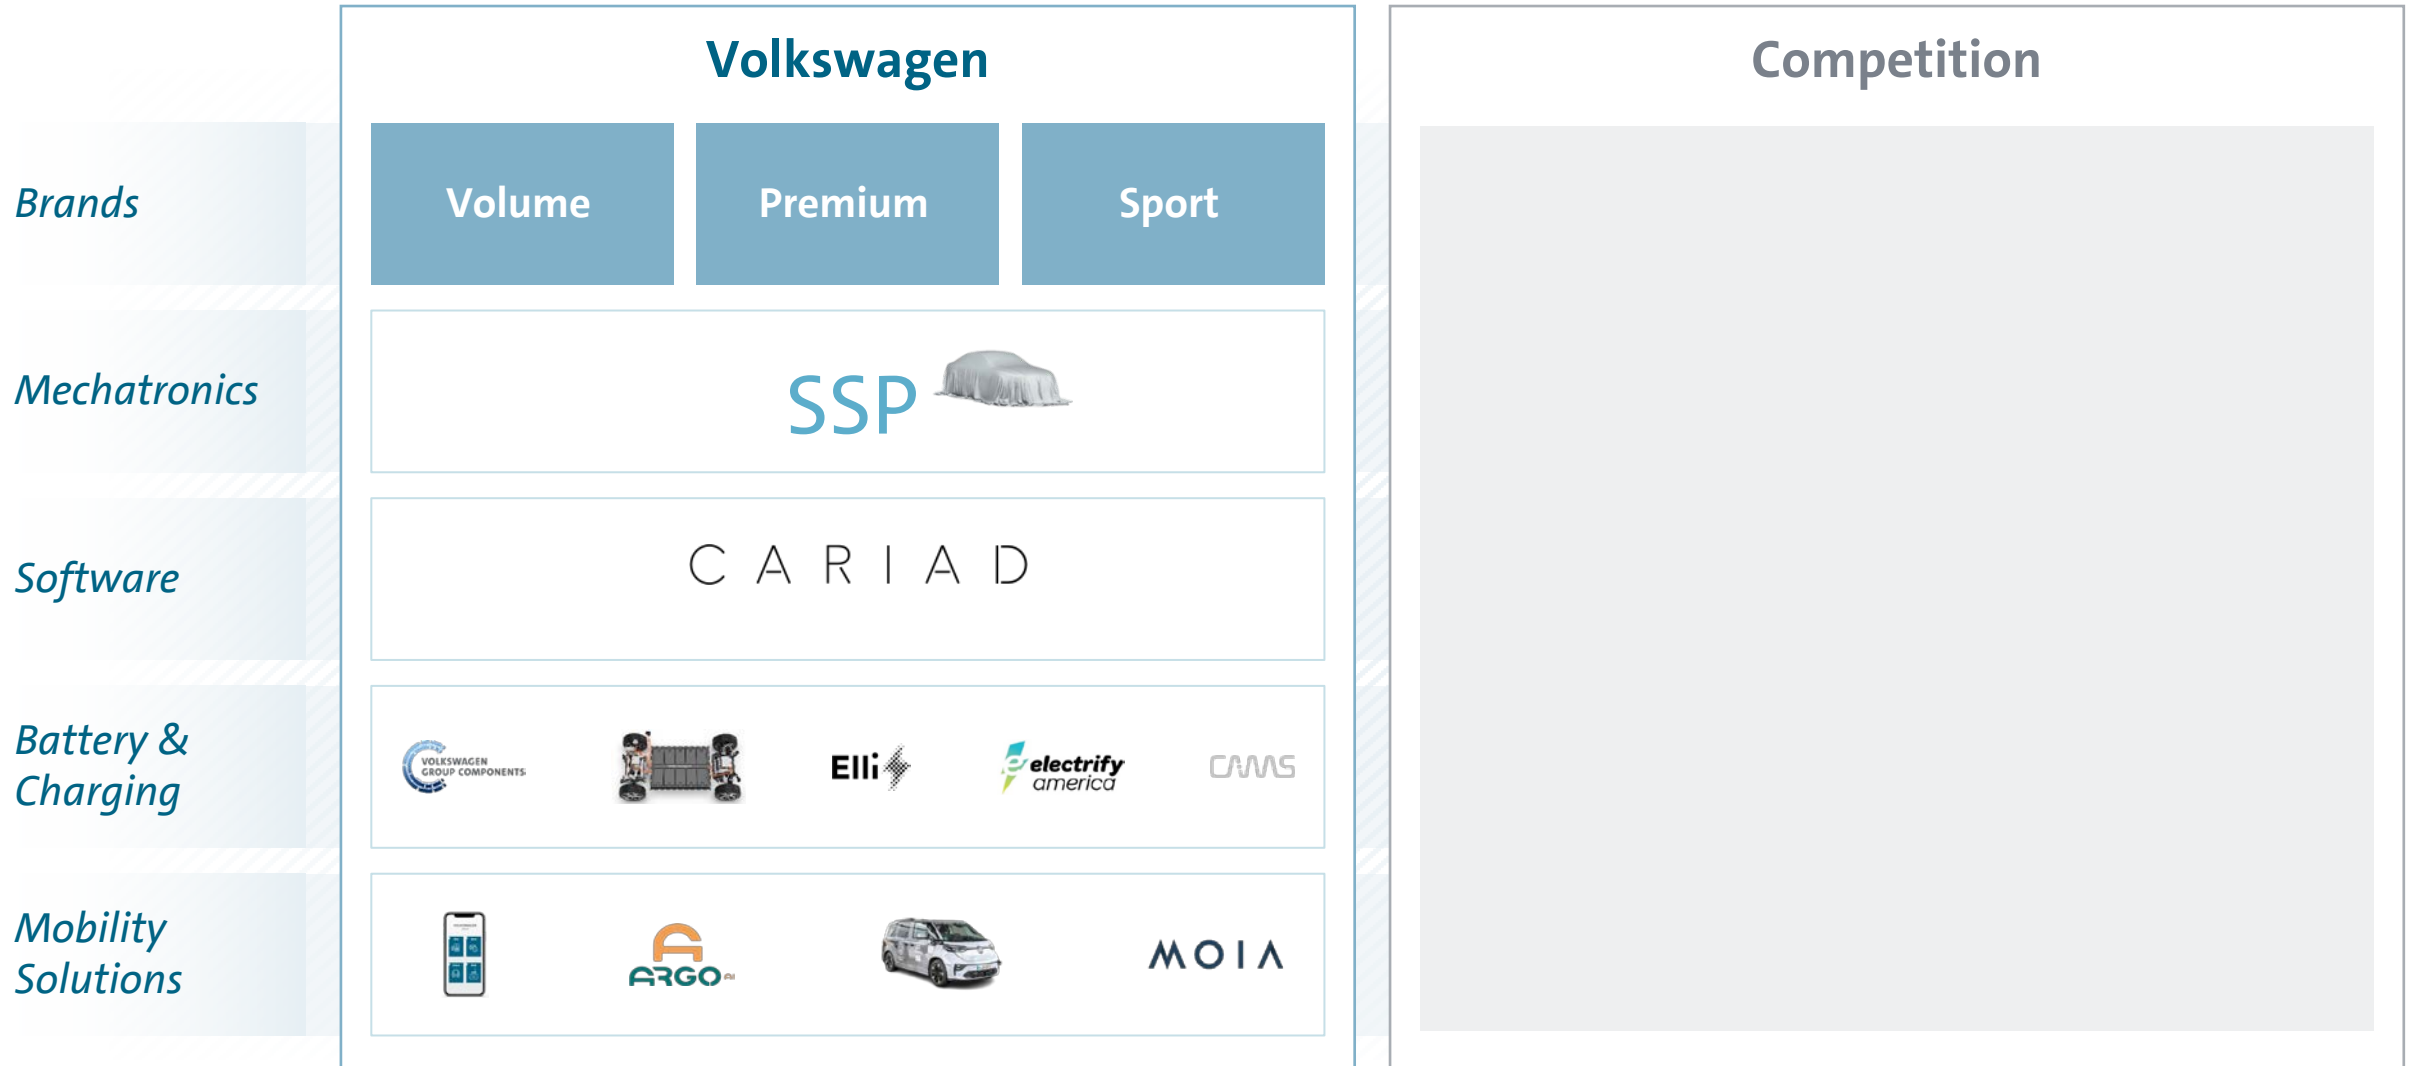 Volkswagen
Competition
Brands
Volume
Premium
Sport
Mechatronics
SSP
Software
CARIAD
Battery &
Charging
VOLKSWAGEN
GROUP COMPONENTS
Elli
electrify
america
CAMS
Mobility
Solutions
ARGO AI
MOIA